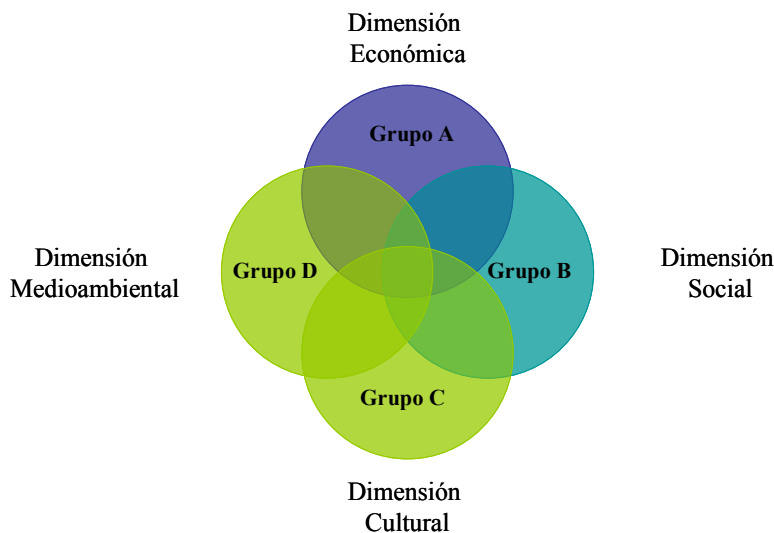 Dimensión
Económica
Grupo A
Dimensión
Medioambiental
Grupo D
Grupo B
Dimensión
Social
Grupo C
Dimensión
Cultural